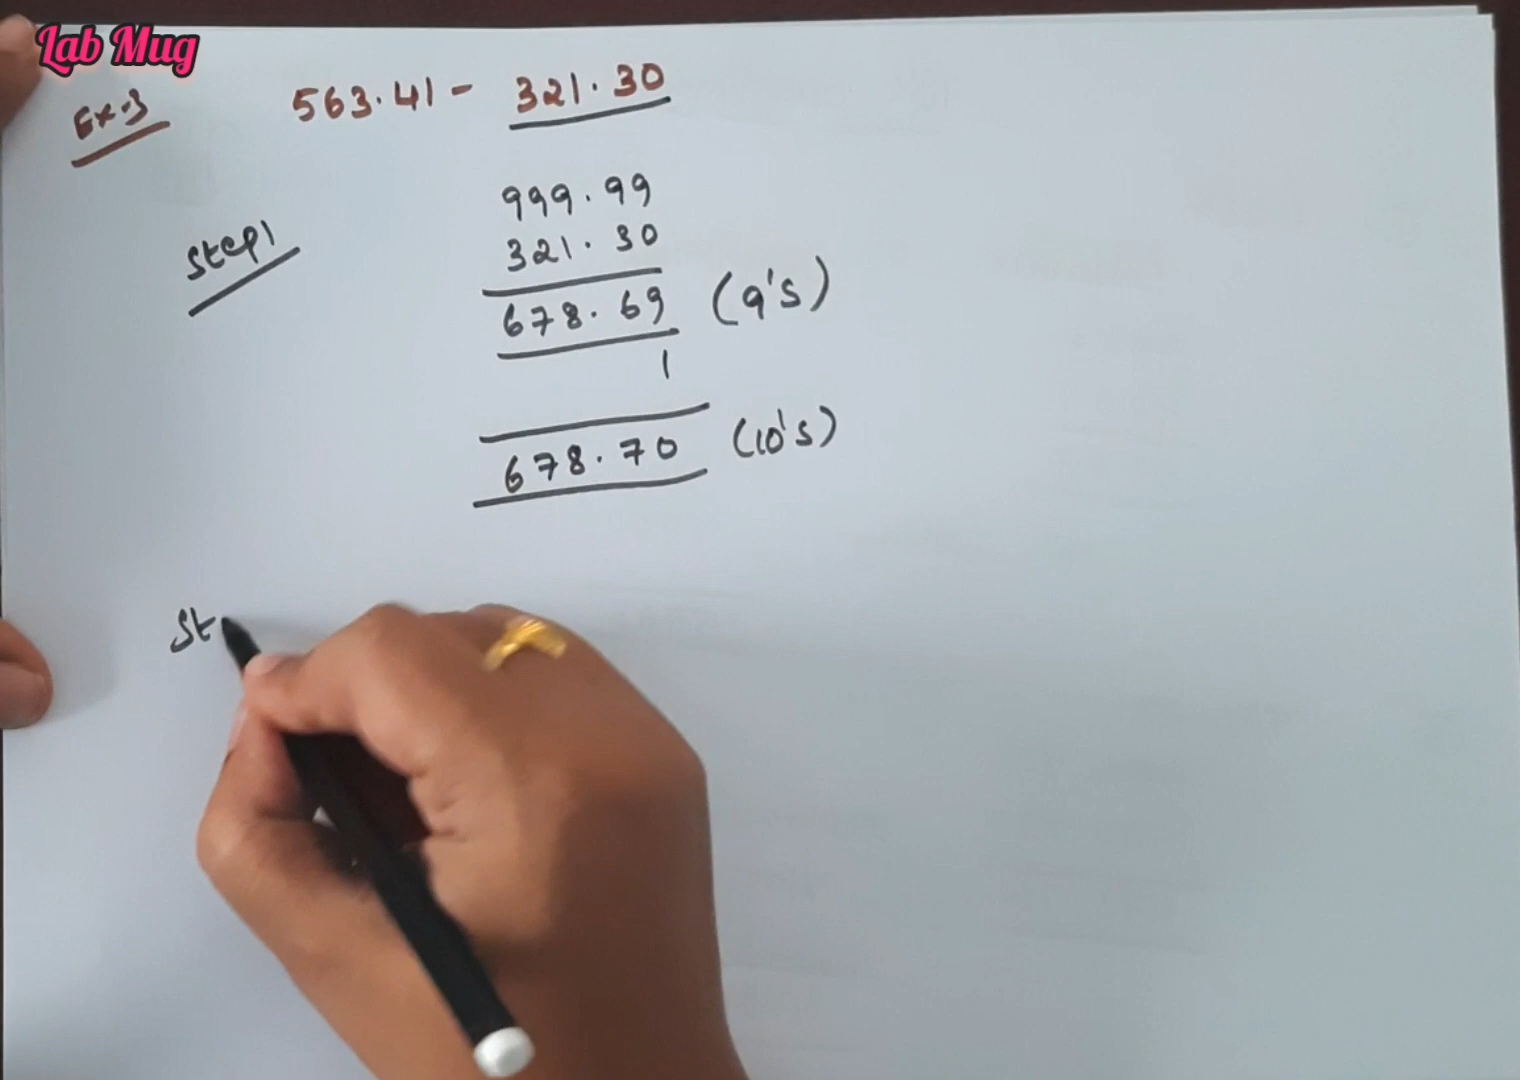 Lab Mug
Ex-3
563.41 - 321.30
999.99
Step1
321.30
678.69 (9's)
1
678.70 (10's)
St